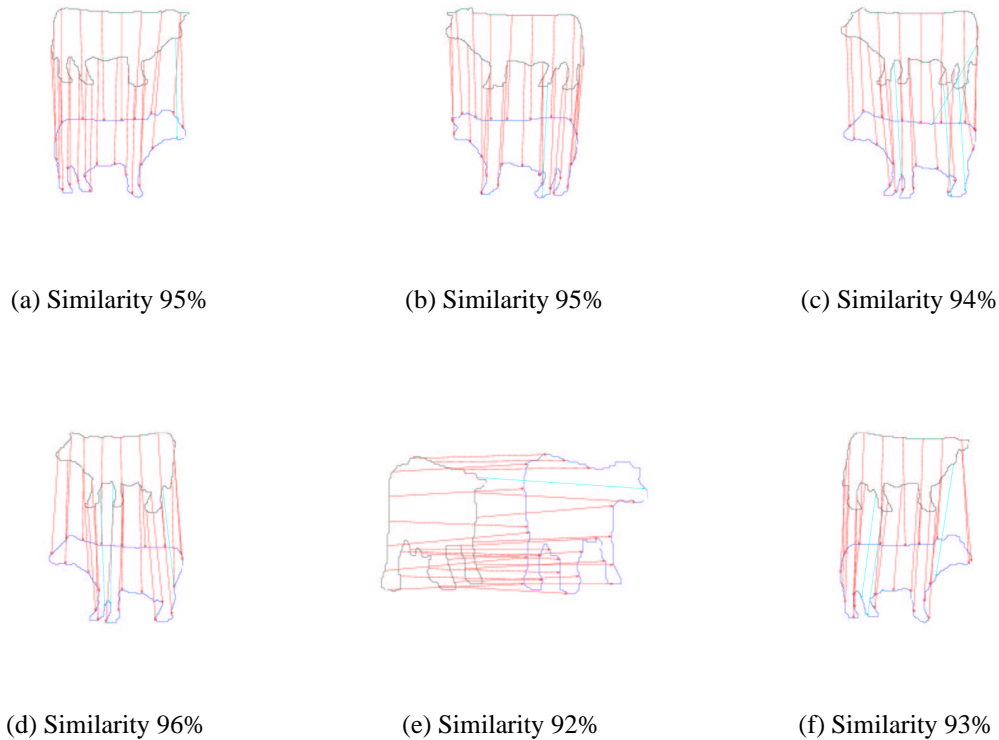 (a) Similarity 95%
(b) Similarity 95%
(c) Similarity 94%
(d) Similarity 96%
(e) Similarity 92%
(f) Similarity 93%